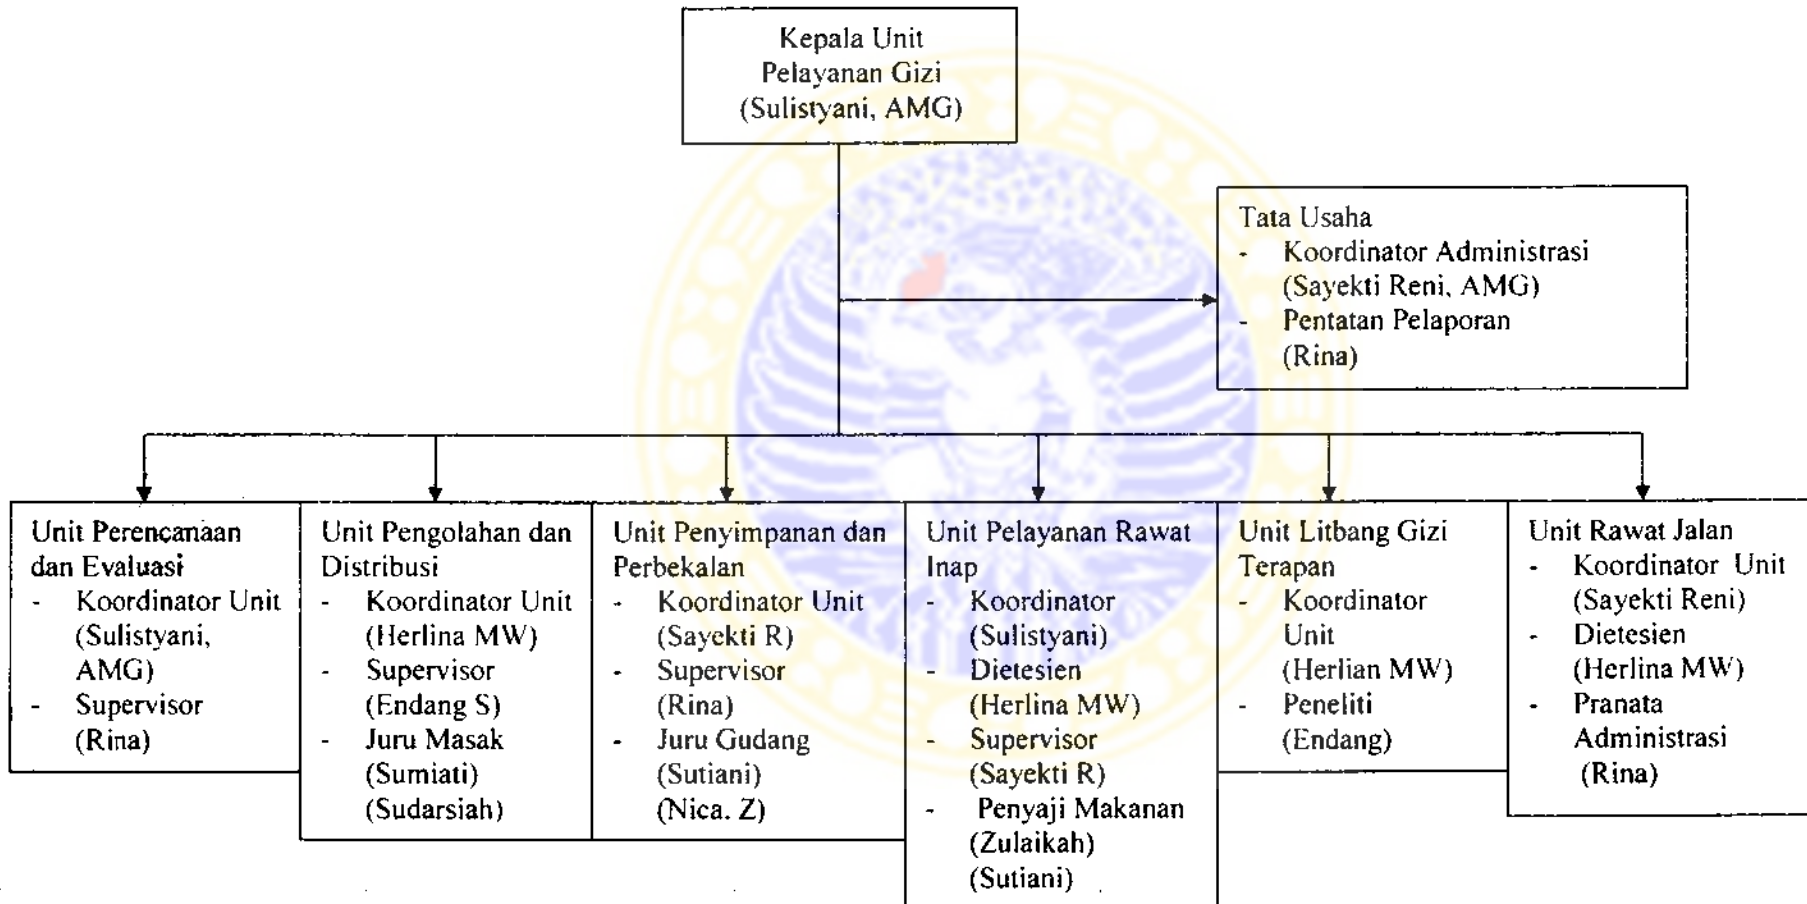 Kepala Unit
Pelayanan Gizi
(Sulistyani, AMG)
Tata Usaha
- Koordinator Administrasi
(Sayekti Reni, AMG)
- Pentatan Pelaporan
(Rina)
Unit Perencanaan
dan Evaluasi
- Koordinator Unit
(Sulistyani,
AMG)
- Supervisor
(Rina)
Unit Pengolahan dan
Distribusi
- Koordinator Unit
(Herlina MW)
- Supervisor
(Endang S)
- Juru Masak
(Sumiati)
(Sudarsiah)
Unit Penyimpanan dan
Perbekalan
- Koordinator Unit
(Sayekti R)
- Supervisor
(Rina)
- Juru Gudang
(Sutiani)
(Nica. Z)
Unit Pelayanan Rawat
Inap
- Koordinator
(Sulistyani)
- Dietesien
(Herlina MW)
- Supervisor
(Sayekti R)
- Penyaji Makanan
(Zulaikah)
(Sutiani)
Unit Litbang Gizi
Terapan
- Koordinator
Unit
(Herlian MW)
- Peneliti
(Endang)
Unit Rawat Jalan
- Koordinator Unit
(Sayekti Reni)
- Dietesien
(Herlina MW)
- Pranata
Administrasi
(Rina)